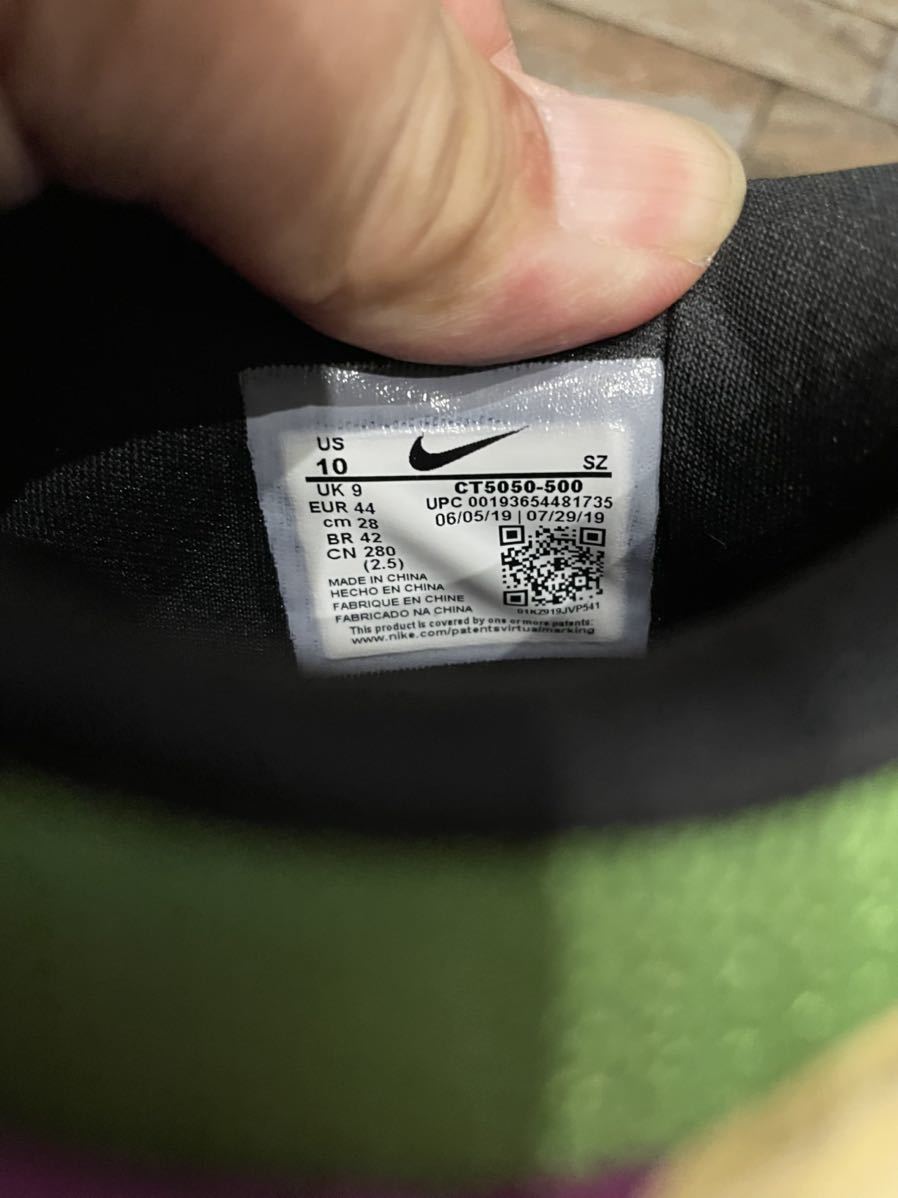 US
10
SZ
UK 9
EUR 44
cm 28
BR 42
CN 280
(2.5)
CT5050-500
UPC 00193654481735
06/05/19 | 07/29/19
MADE IN CHINA
HECHO EN CHINA
FABRIQUE EN CHINE
FABRICADO NA CHINA
This product is covered by one or more patents:
www.nike.com/patentsvirtualmarking